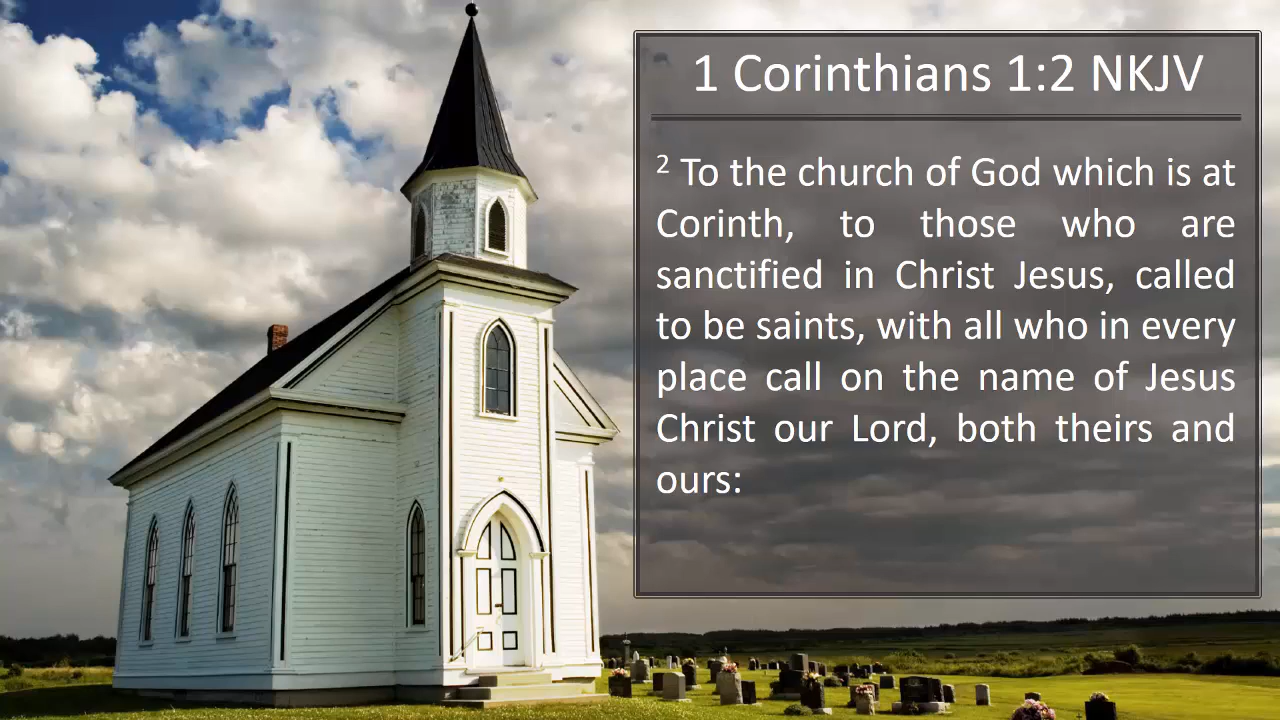 1 Corinthians 1:2 NKJV
2 To the church of God which is at
Corinth, to those who are
sanctified in Christ Jesus, called
to be saints, with all who in every
place call on the name of Jesus
Christ our Lord, both theirs and
ours: